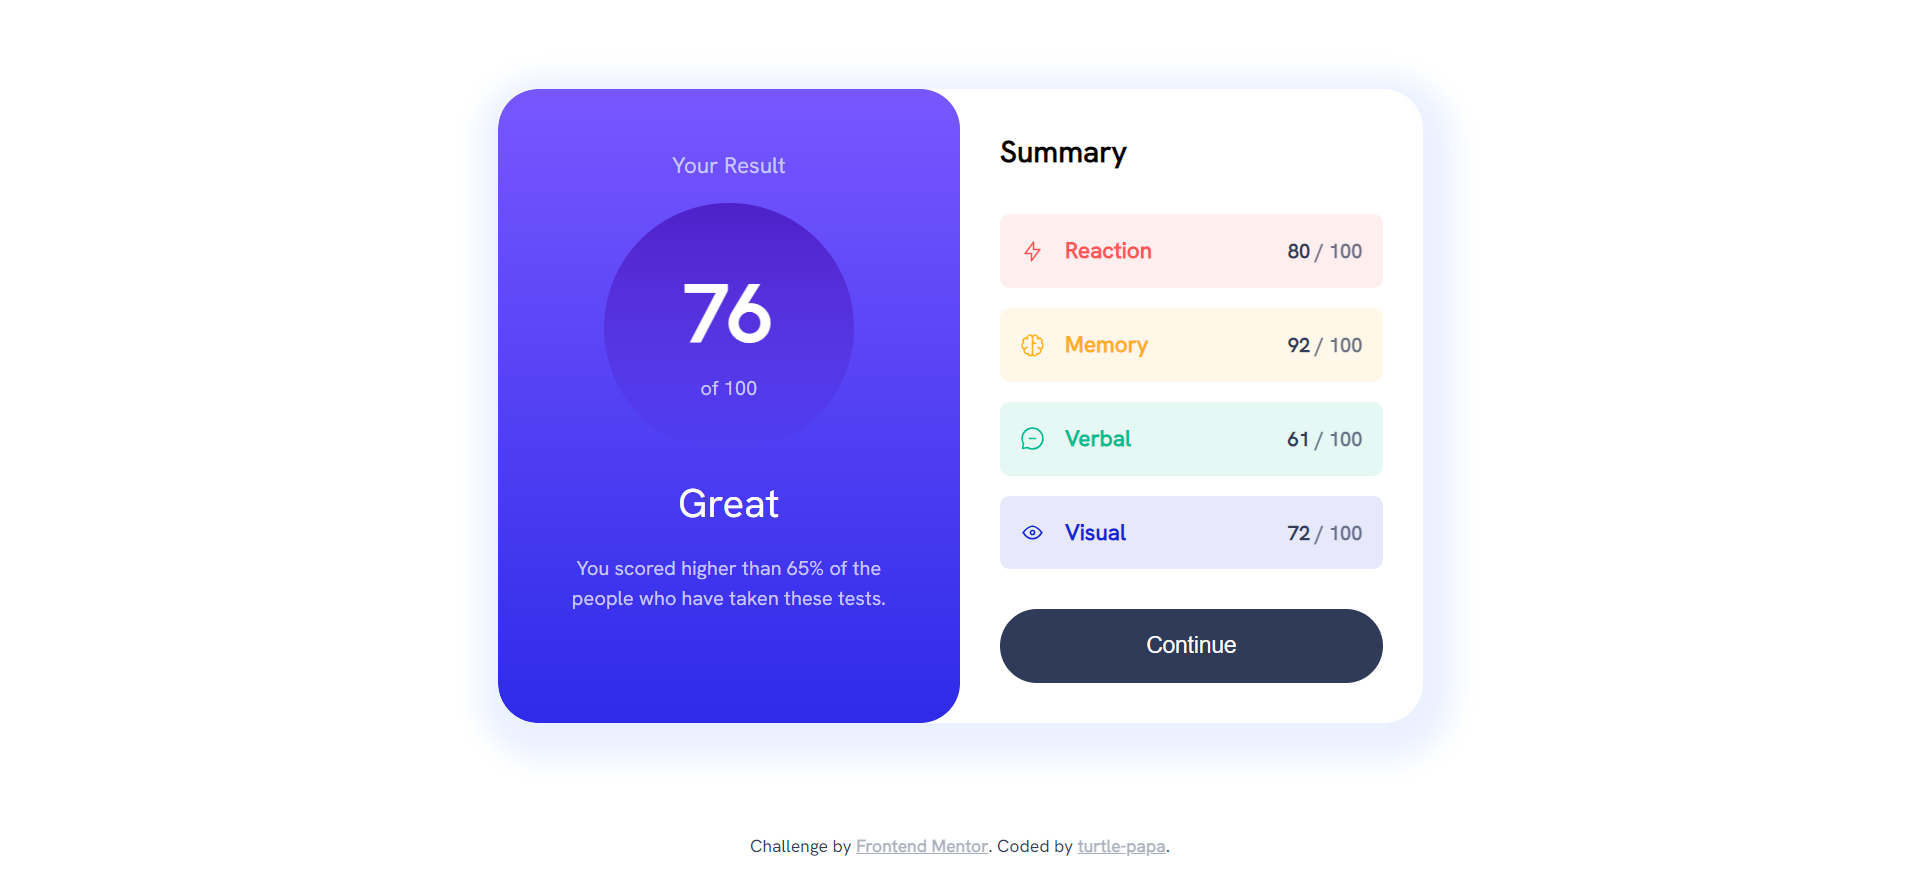 Your Result
76
of 100
Great
You scored higher than 65% of the
people who have taken these tests.
Summary
Reaction 80 / 100
Memory 92 / 100
Verbal 61 / 100
Visual 72 / 100
Continue
Challenge by Frontend Mentor. Coded by turtle-papa.